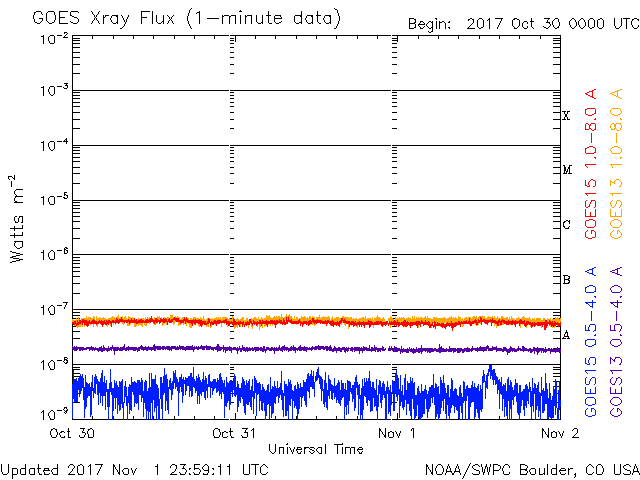 GOES Xray Flux (1-minute data)
Begin: 2017 Oct 30 0000 UTC
10⁻²
10⁻³
10⁻⁴
10⁻⁵
10⁻⁶
10⁻⁷
10⁻⁸
10⁻⁹
Watts m⁻²
X
M
C
B
A
GOES15 1.0-8.0 A
GOES13 1.0-8.0 A
GOES15 0.5-4.0 A
GOES13 0.5-4.0 A
Oct 30 Oct 31 Nov 1 Nov 2
Universal Time
Updated 2017 Nov 1 23:59:11 UTC
NOAA/SWPC Boulder, CO USA